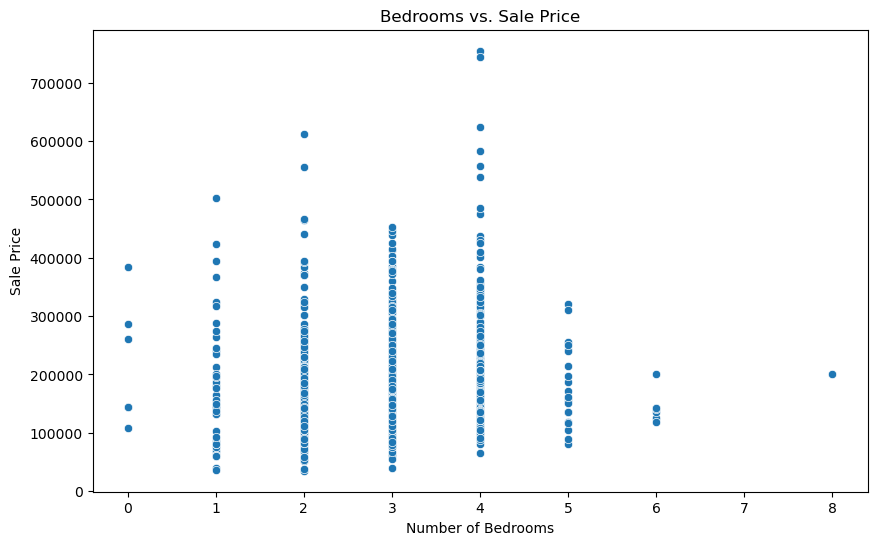 Bedrooms vs. Sale Price
Sale Price
700000
600000
500000
400000
300000
200000
100000
0
0 1 2 3 4 5 6 7 8
Number of Bedrooms